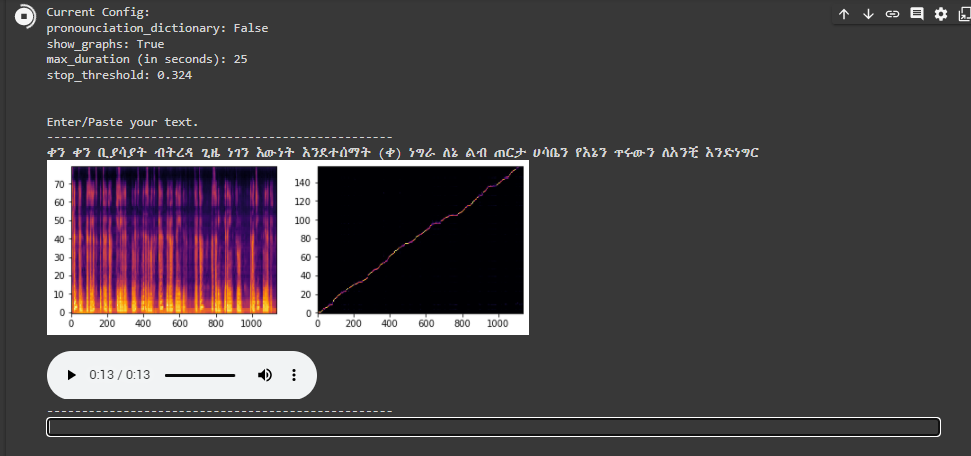 Current Config:
pronounciation_dictionary: False
show_graphs: True
max_duration (in seconds): 25
stop_threshold: 0.324
Enter/Paste your text.
--------------------------------------------------
ቀን ቀን ቢያሳያት ብትረዳ ጊዜ ነገን እውነት እንደተሰማት (ቀ) ነግራ ለኔ ልብ ጠርታ ሀሳቤን የእኔን ጥሩውን ለአንቺ እንድነግር
70
60
50
40
30
20
10
0
0 200 400 600 800 1000
140
120
100
80
60
40
20
0
0 200 400 600 800 1000
0:13 / 0:13
--------------------------------------------------